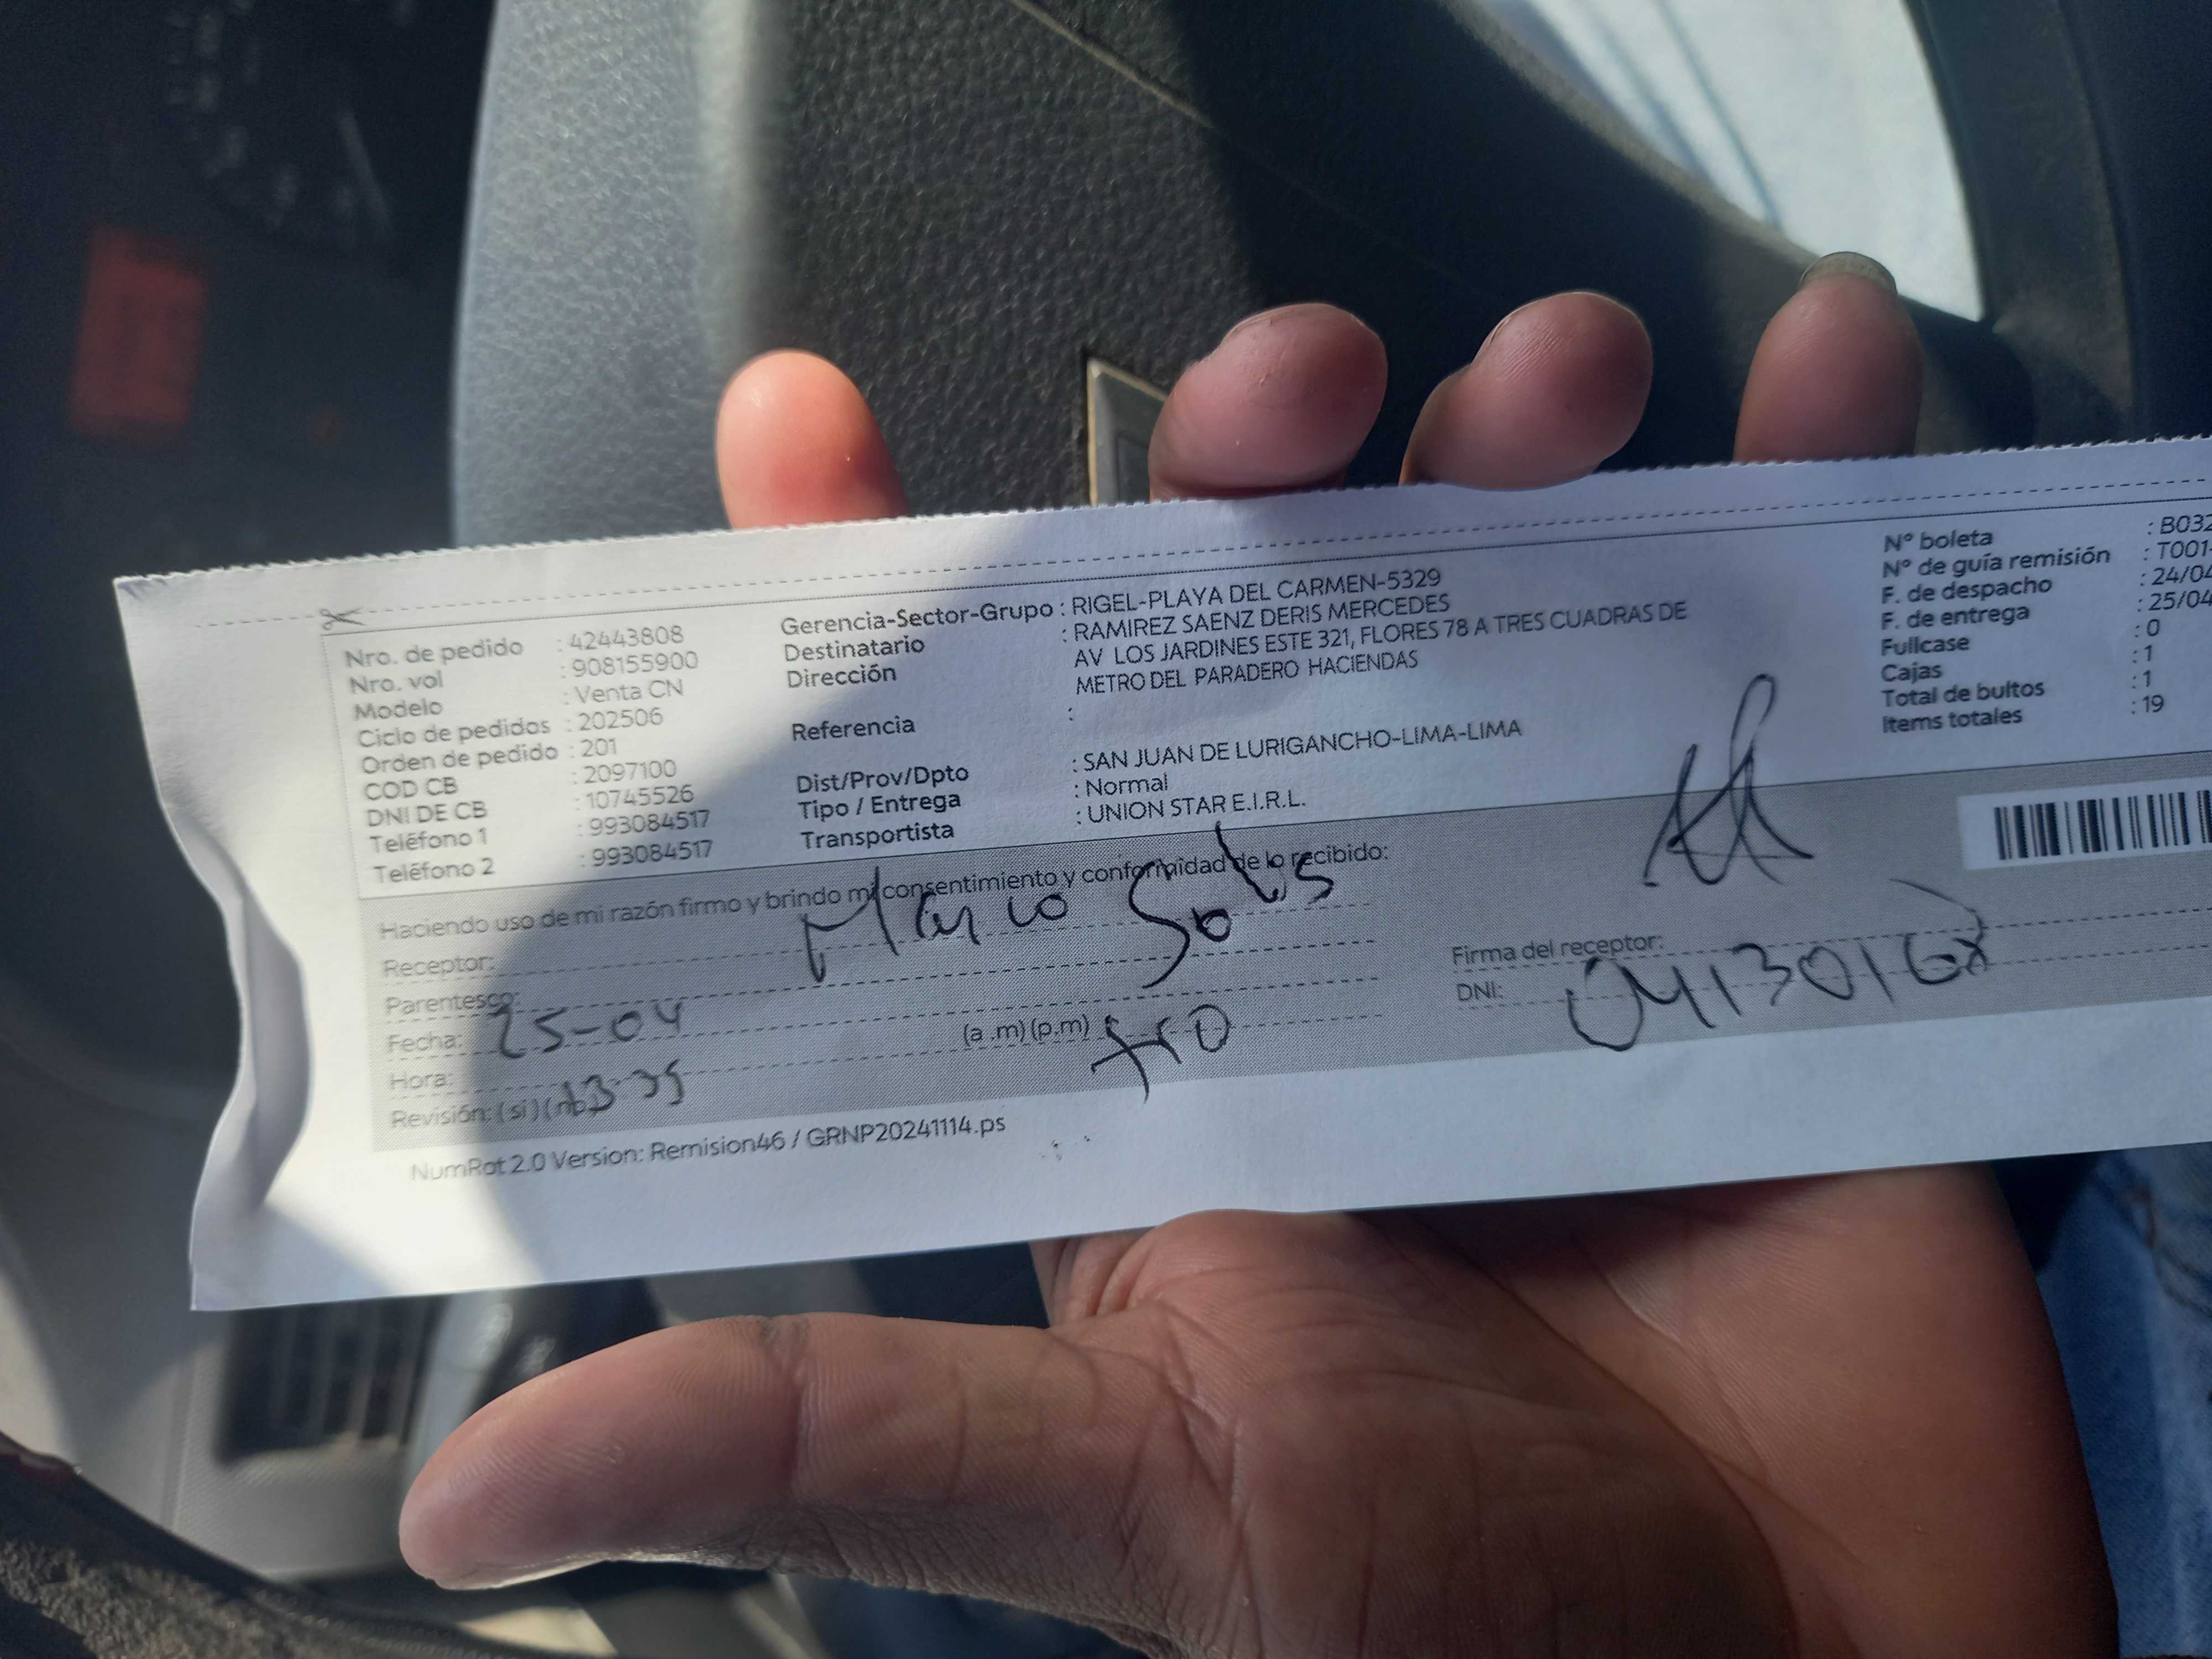 Nro. de pedido : 42443808
Nro. vol : 908155900
Modelo : Venta CN
Ciclo de pedidos : 202506
Orden de pedido : 201
COD CB : 2097100
DNI DE CB : 10745526
Teléfono 1 : 993084517
Teléfono 2 : 993084517
Gerencia-Sector-Grupo : RIGEL-PLAYA DEL CARMEN-5329
Destinatario : RAMIREZ SAENZ DERIS MERCEDES
Dirección AV LOS JARDINES ESTE 321, FLORES 78 A TRES CUADRAS DE
METRO DEL PARADERO HACIENDAS
Referencia :
Dist/Prov/Dpto : SAN JUAN DE LURIGANCHO-LIMA-LIMA
Tipo / Entrega : Normal
Transportista : UNION STAR E.I.R.L.
N° boleta : B032
N° de guía remisión : T001-
F. de despacho : 24/04
F. de entrega : 25/04
Fullcase : 0
Cajas : 1
Total de bultos : 1
Items totales : 19
Haciendo uso de mi razón firmo y brindo mi consentimiento y conformidad de lo recibido:
Receptor: Marco
Parentesco:
Fecha: 25-04
Hora: (a.m) (p.m)
Revisión: (si) (no)
Firma del receptor:
DNI:
NumRot 2.0 Version: Remision46 / GRNP20241114.ps